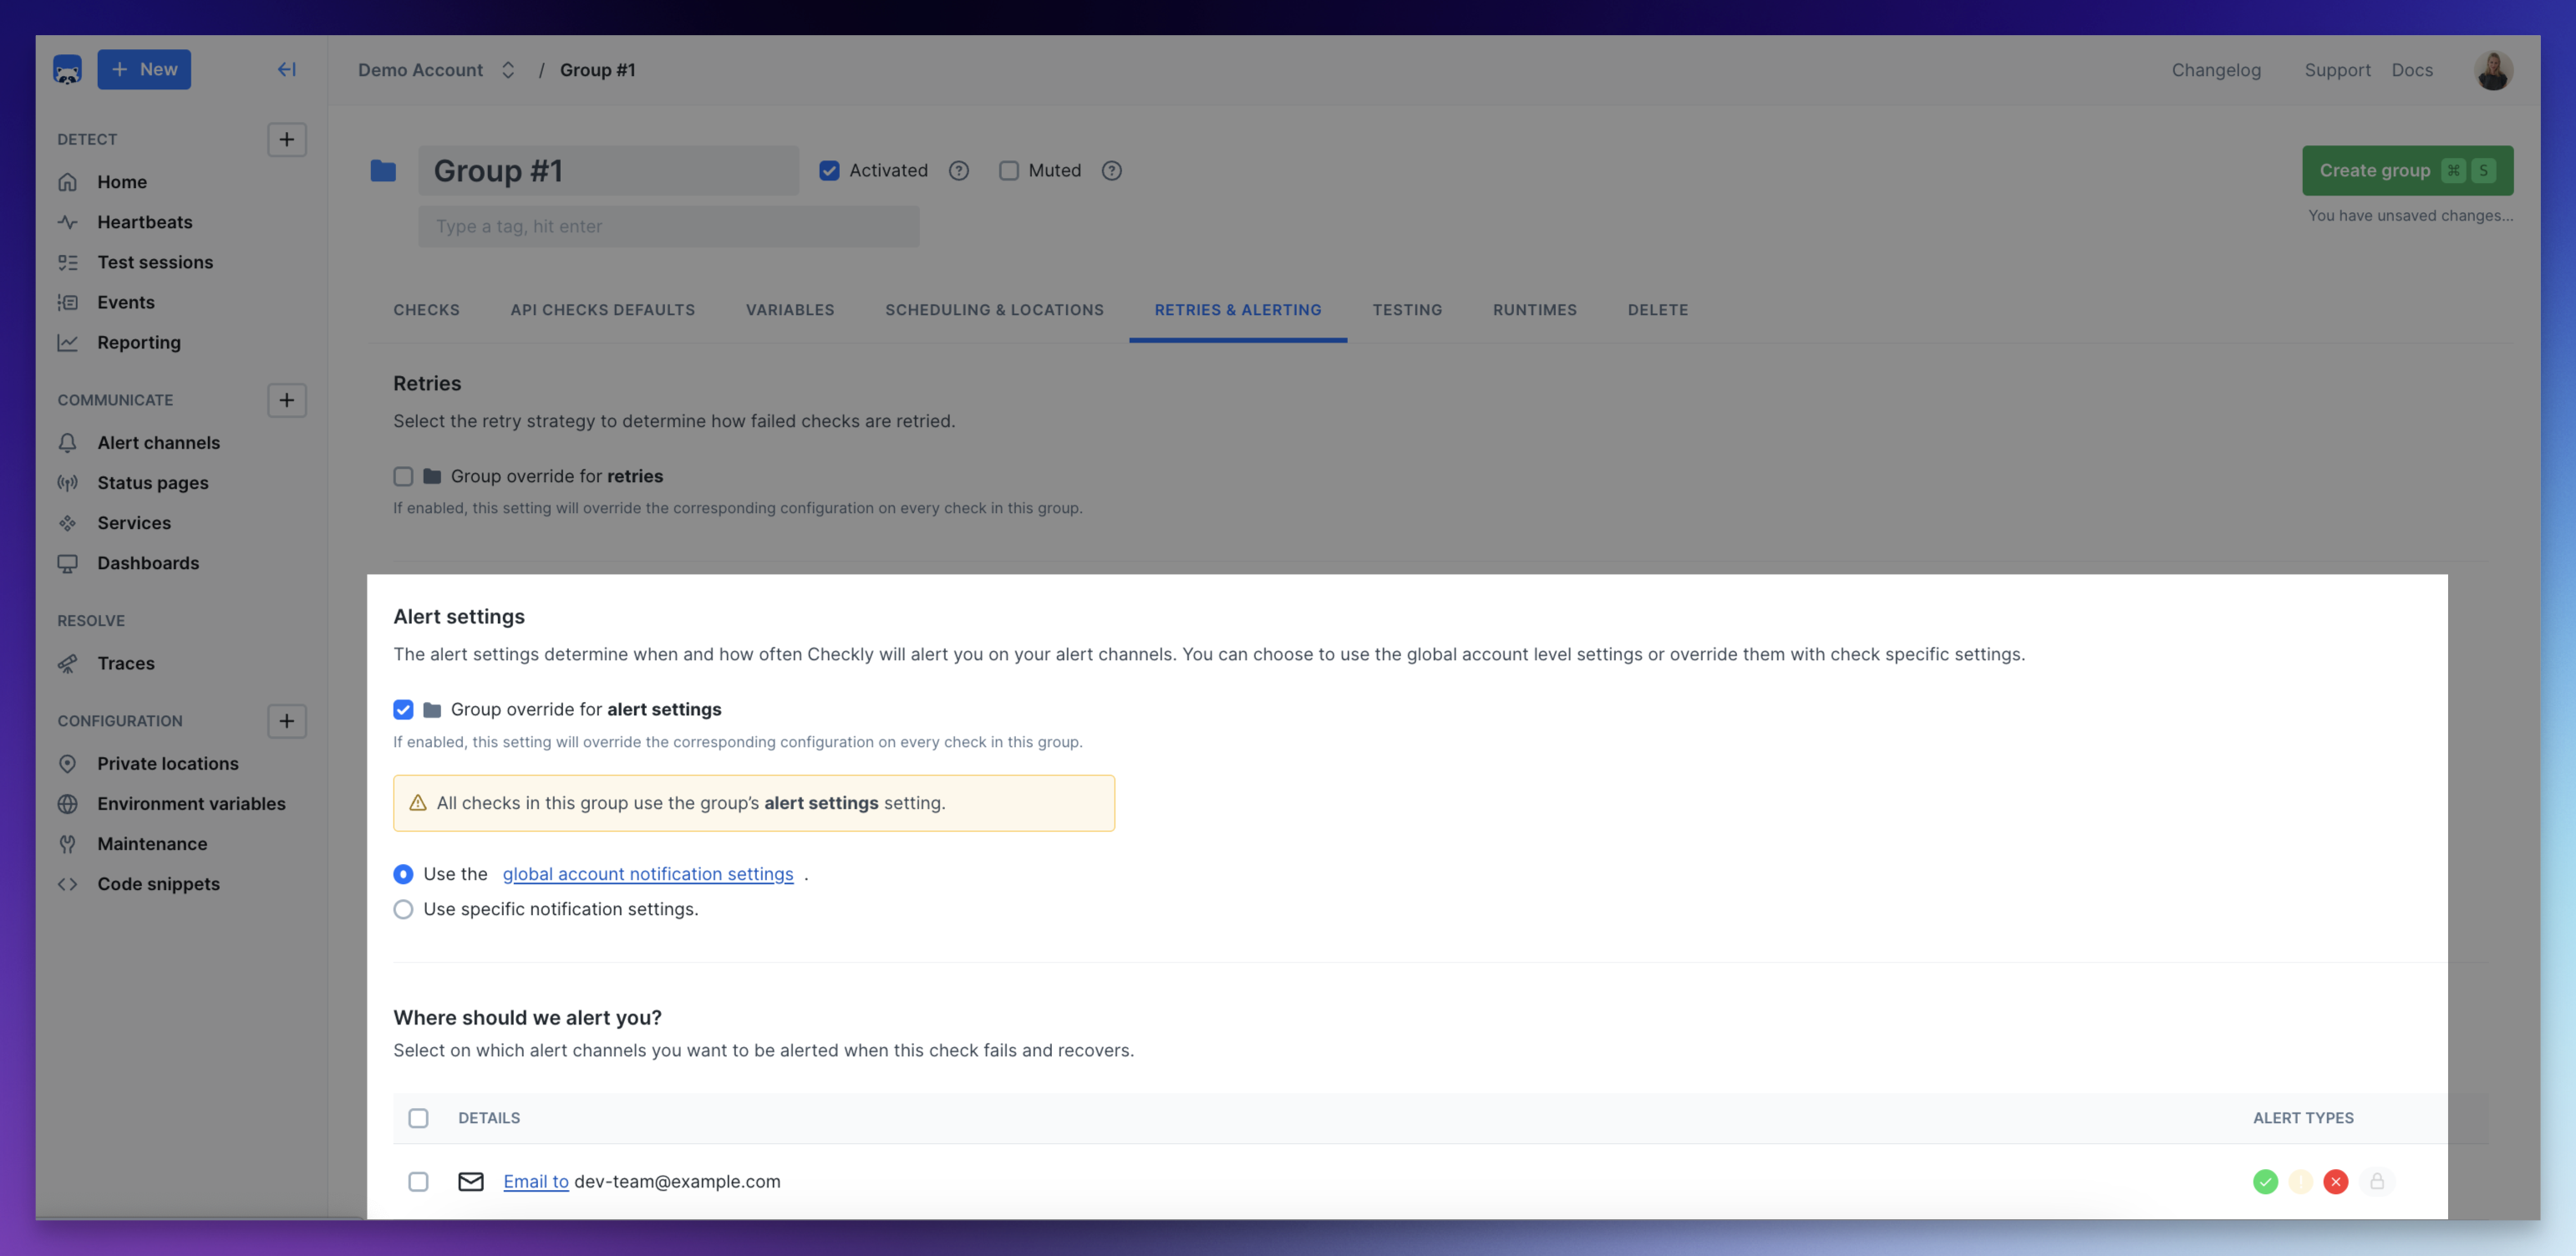 New
Demo Account / Group #1
Changelog Support Docs
DETECT
Home
Heartbeats
Test sessions
Events
Reporting
COMMUNICATE
Alert channels
Status pages
Services
Dashboards
RESOLVE
Traces
CONFIGURATION
Private locations
Environment variables
Maintenance
Code snippets
Group #1
Activated ? Muted ?
Create group ⌘ S
You have unsaved changes...
Type a tag, hit enter
CHECKS API CHECKS DEFAULTS VARIABLES SCHEDULING & LOCATIONS RETRIES & ALERTING TESTING RUNTIMES DELETE
Retries
Select the retry strategy to determine how failed checks are retried.
Group override for retries
If enabled, this setting will override the corresponding configuration on every check in this group.
Alert settings
The alert settings determine when and how often Checkly will alert you on your alert channels. You can choose to use the global account level settings or override them with check specific settings.
Group override for alert settings
If enabled, this setting will override the corresponding configuration on every check in this group.
All checks in this group use the group’s alert settings setting.
Use the global account notification settings .
Use specific notification settings.
Where should we alert you?
Select on which alert channels you want to be alerted when this check fails and recovers.
DETAILS ALERT TYPES
Email to dev-team@example.com